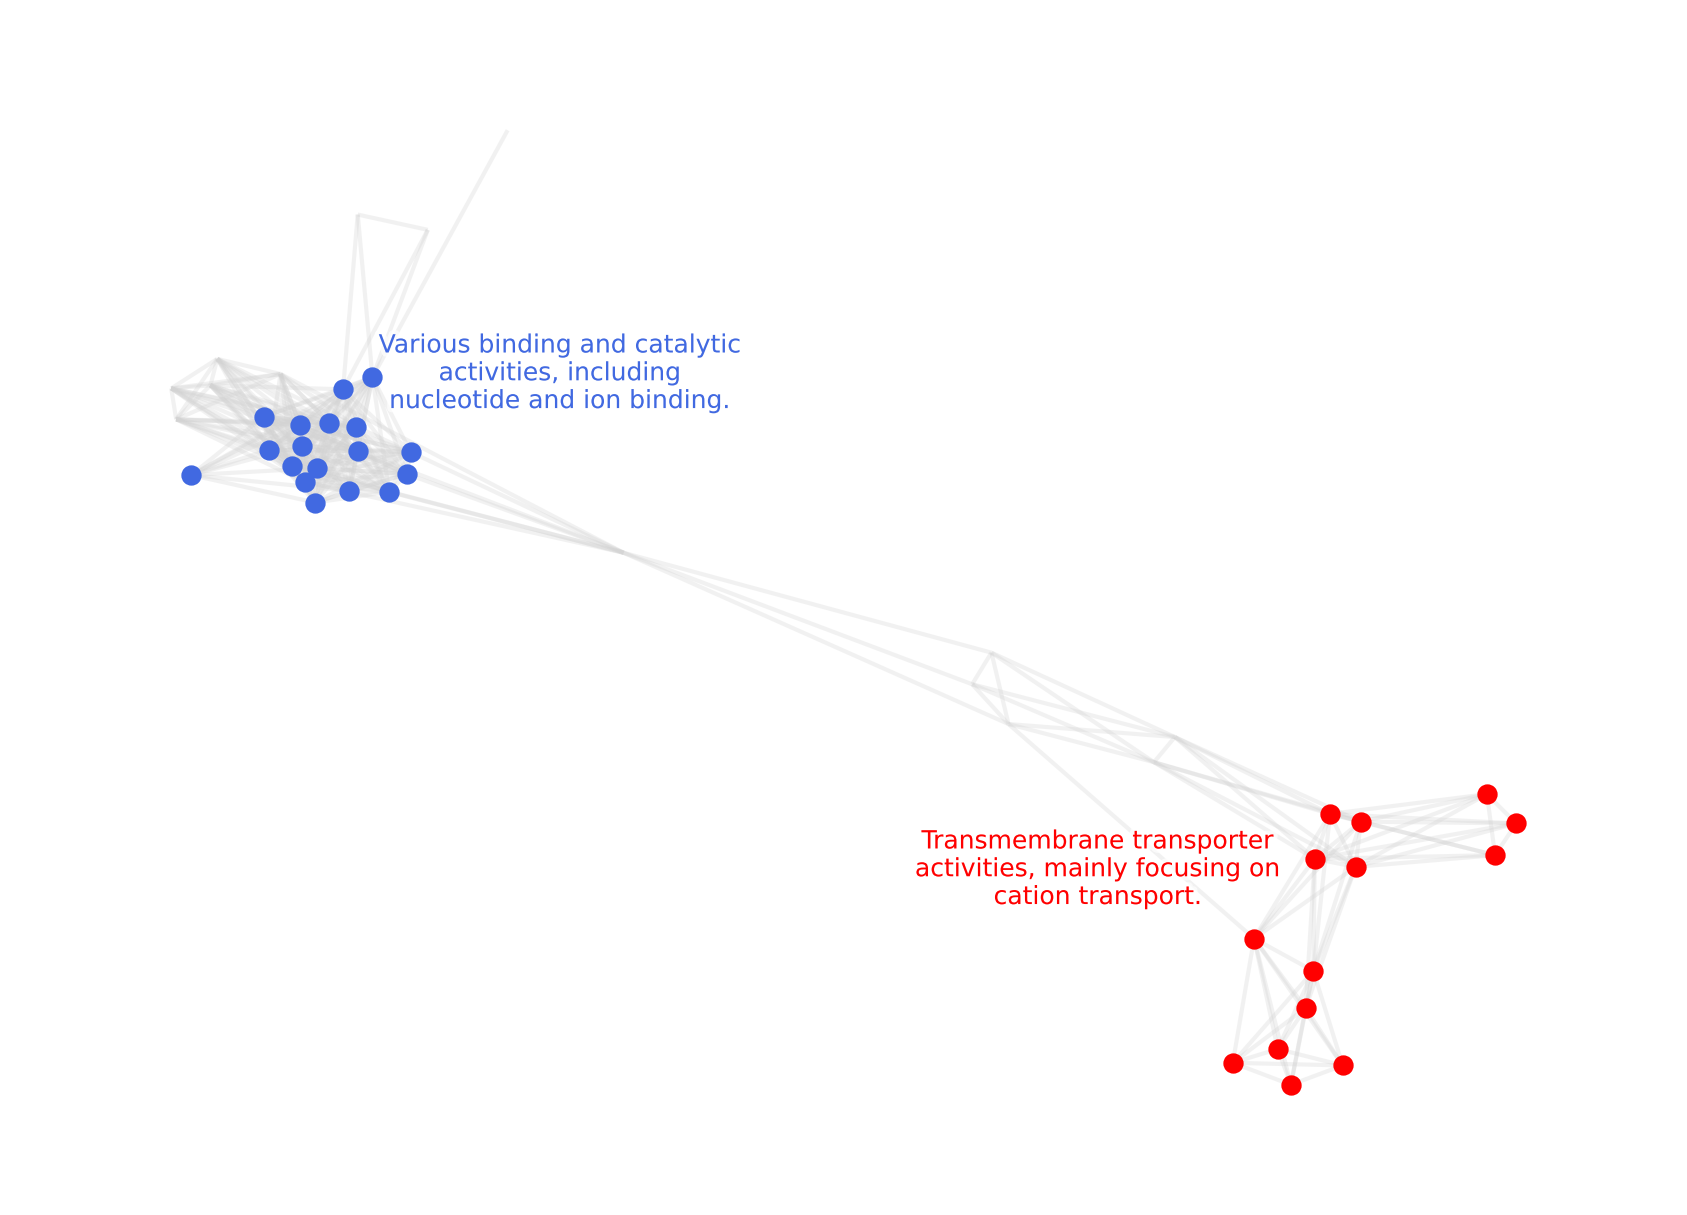 Various binding and catalytic
activities, including
nucleotide and ion binding.
Transmembrane transporter
activities, mainly focusing on
cation transport.